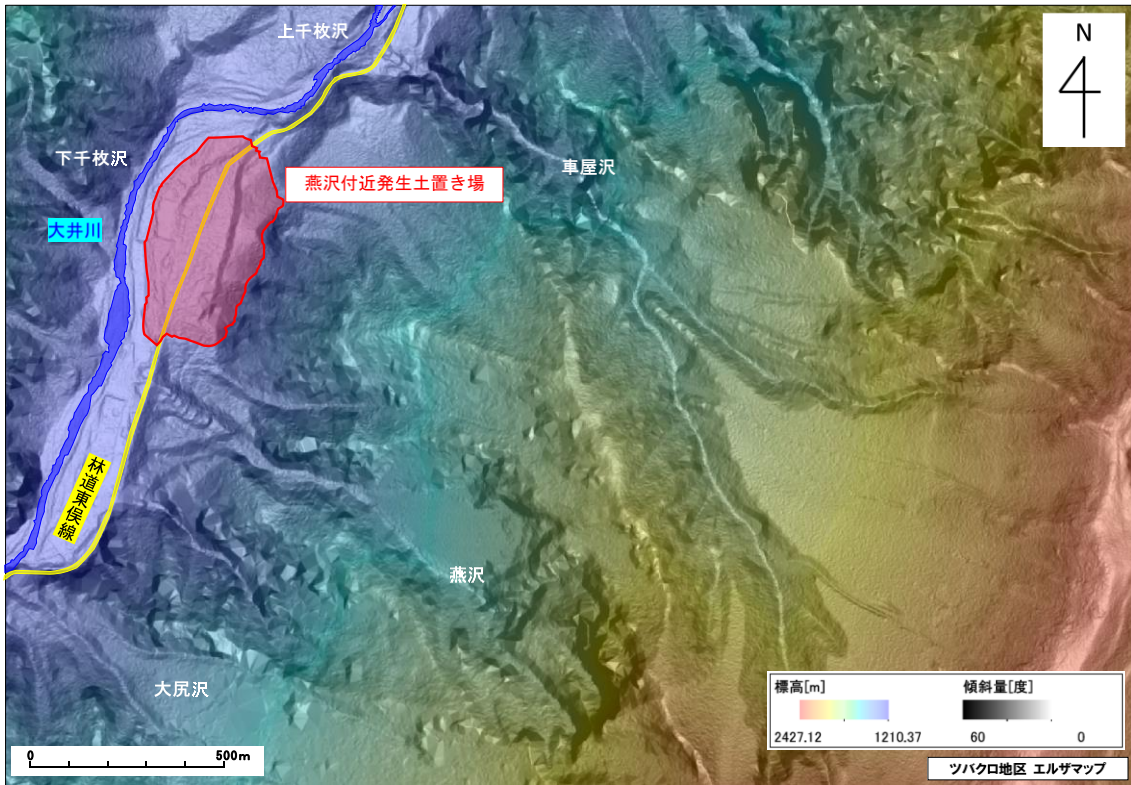 上千枚沢
N
下千枚沢
車屋沢
燕沢付近発生土置き場
大井川
林道東俣線
燕沢
大尻沢
標高[m]
傾斜量[度]
2427.12
1210.37
60
0
0
500m
ツバクロ地区 エルザマップ